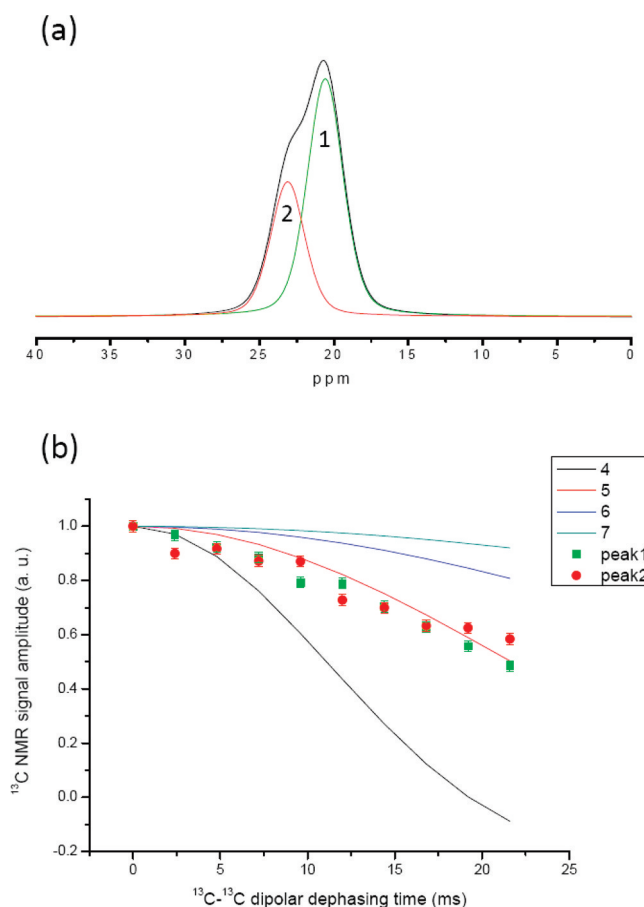 (a)
1
2
40 35 30 25 20 15 10 5 0
ppm
(b)
4
5
6
7
peak1
peak2
1.0
0.8
0.6
0.4
0.2
0.0
-0.2
0 5 10 15 20 25
¹³C NMR signal amplitude (a. u.)
¹³C-¹³C dipolar dephasing time (ms)